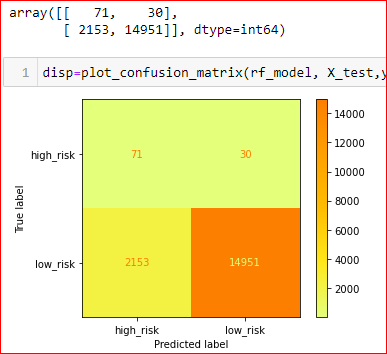 array([[   71,    30],
       [ 2153, 14951]], dtype=int64)
1 disp=plot_confusion_matrix(rf_model, X_test,y
14000
high_risk 71 30 12000
10000
True label
8000
6000
low_risk 2153 14951 4000
2000
high_risk low_risk
Predicted label